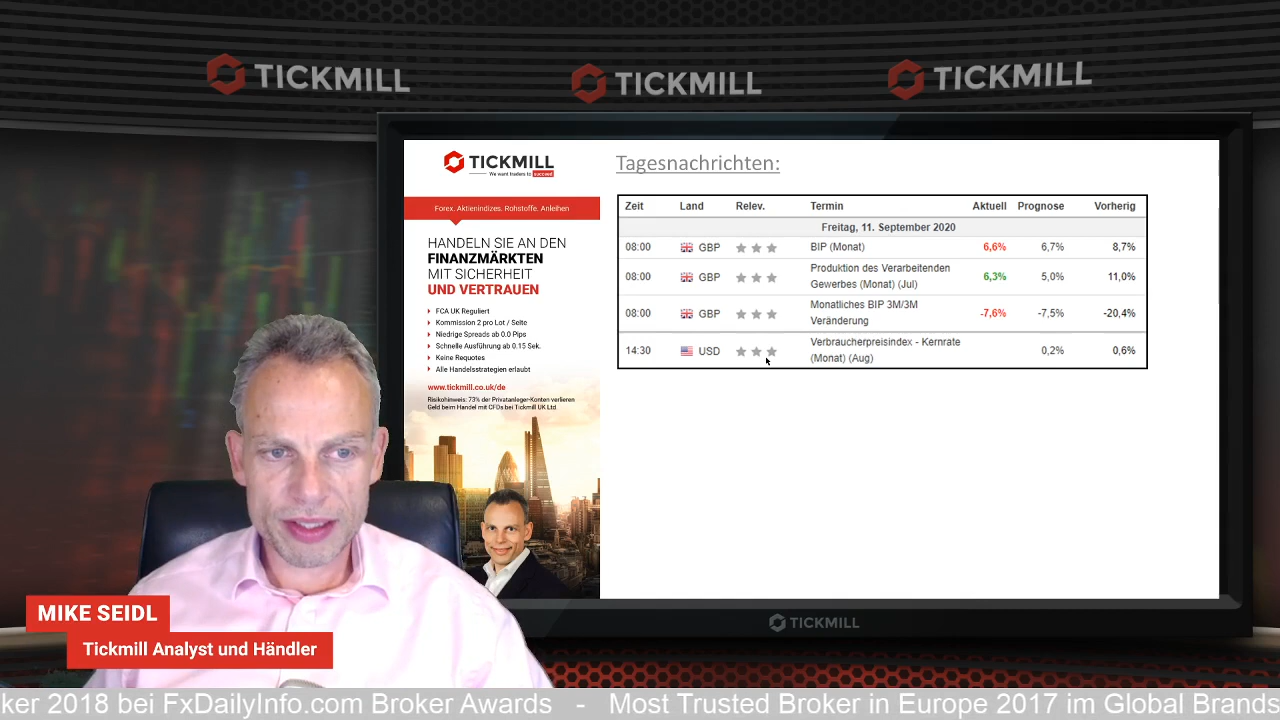 TICKMILL
TICKMILL
TICKMILL
TICKMILL
We want traders to succeed
Forex. Aktienindizes. Rohstoffe. Anleihen
HANDELN SIE AN DEN
FINANZMÄRKTEN
MIT SICHERHEIT
UND VERTRAUEN
FCA UK Reguliert
Kommission 2 pro Lot / Seite
Niedrige Spreads ab 0.0 Pips
Schnelle Ausführung ab 0.15 Sek.
Keine Requotes
Alle Handelsstrategien erlaubt
www.tickmill.co.uk/de
Risikohinweis: 73% der Privatanleger-Konten verlieren
Geld beim Handel mit CFDs bei Tickmill UK Ltd.
Tagesnachrichten:
Zeit Land Relev. Termin Aktuell Prognose Vorherig
Freitag, 11. September 2020
08:00 GBP BIP (Monat) 6,6% 6,7% 8,7%
08:00 GBP Produktion des Verarbeitenden Gewerbes (Monat) (Jul) 6,3% 5,0% 11,0%
08:00 GBP Monatliches BIP 3M/3M Veränderung -7,6% -7,5% -20,4%
14:30 USD Verbraucherpreisindex - Kernrate (Monat) (Aug) 0,2% 0,6%
TICKMILL
MIKE SEIDL
Tickmill Analyst und Händler
ker 2018 bei FxDailyInfo.com Broker Awards - Most Trusted Broker in Europe 2017 im Global Brands